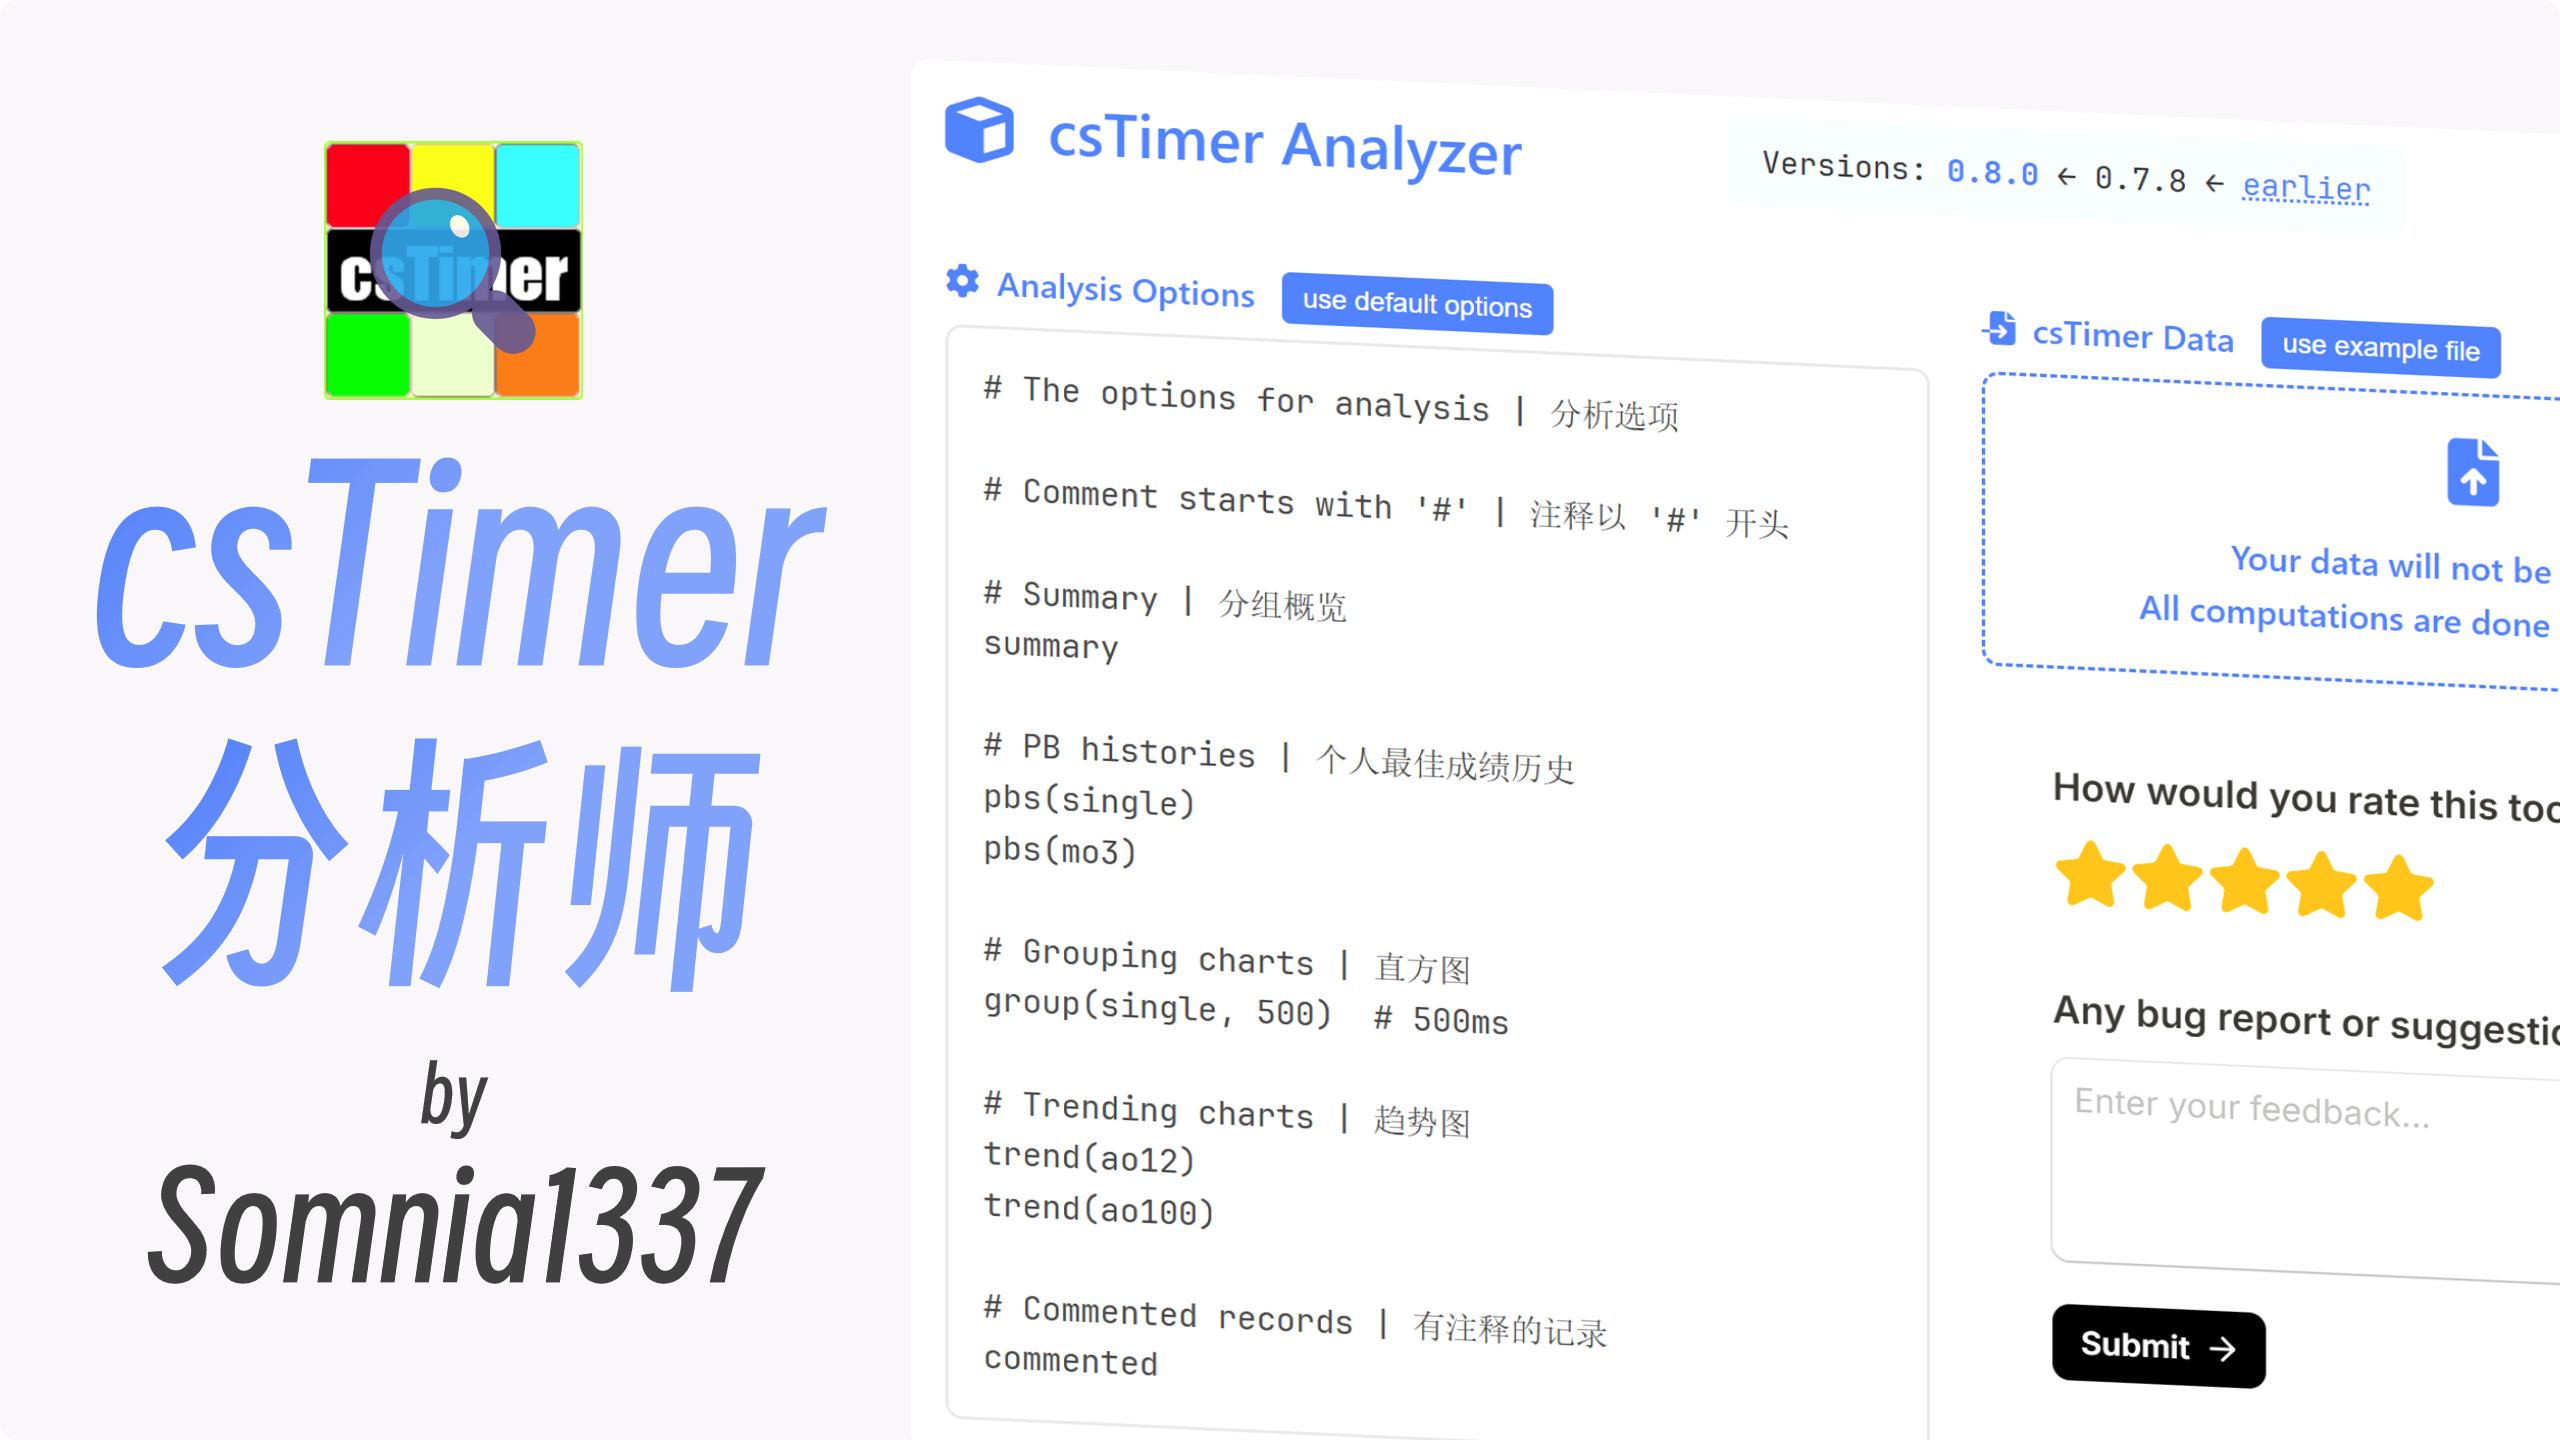 csTimer
csTimer
分析师
by
Somnia1337
csTimer Analyzer
Versions: 0.8.0 ← 0.7.8 ← earlier
Analysis Options
use default options
# The options for analysis | 分析选项
# Comment starts with '#' | 注释以 '#' 开头
# Summary | 分组概览
summary
# PB histories | 个人最佳成绩历史
pbs(single)
pbs(mo3)
# Grouping charts | 直方图
group(single, 500)  # 500ms
# Trending charts | 趋势图
trend(ao12)
trend(ao100)
# Commented records | 有注释的记录
commented
csTimer Data
use example file
Your data will not be
All computations are done
How would you rate this
Any bug report or
Enter your feedback...
Submit →